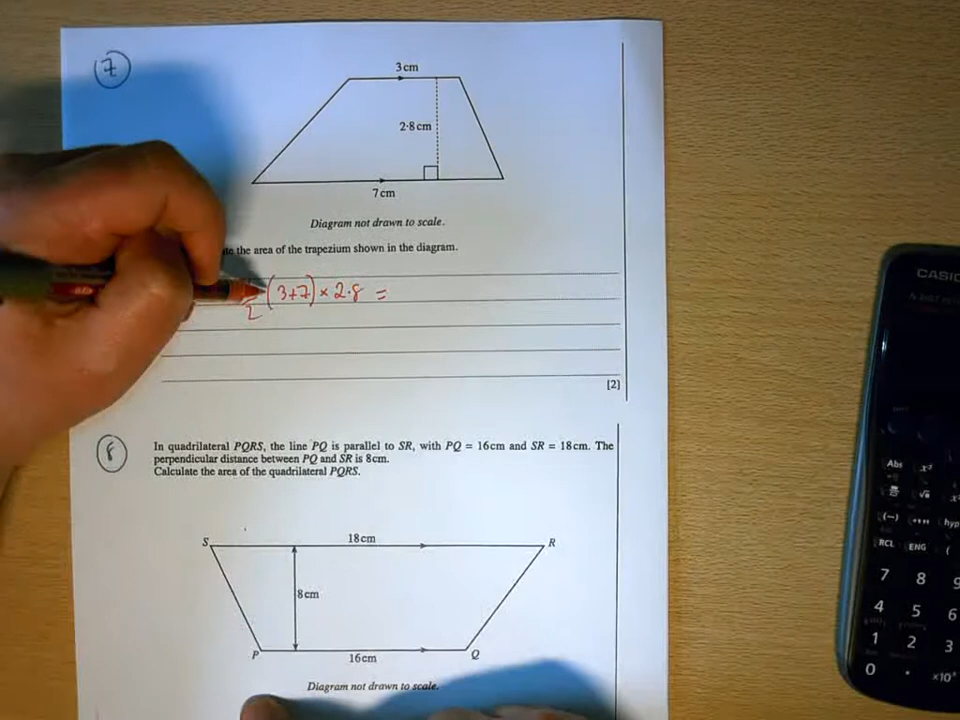 7
3cm
2·8cm
7cm
Diagram not drawn to scale.
the area of the trapezium shown in the diagram.
2 (3+7) × 2.8 =
[2]
8
In quadrilateral PQRS, the line PQ is parallel to SR, with PQ = 16cm and SR = 18cm. The
perpendicular distance between PQ and SR is 8cm.
Calculate the area of the quadrilateral PQRS.
S
18cm
R
8cm
P
16cm
Q
Diagram not drawn to scale.
CASIO
Abs
(−)
hyp
RCL ENG (
7 8 9
4 5 6
1 2 3
0 · ×10